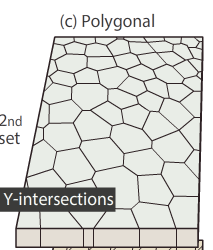 (c) Polygonal
2nd
set
Y-intersections